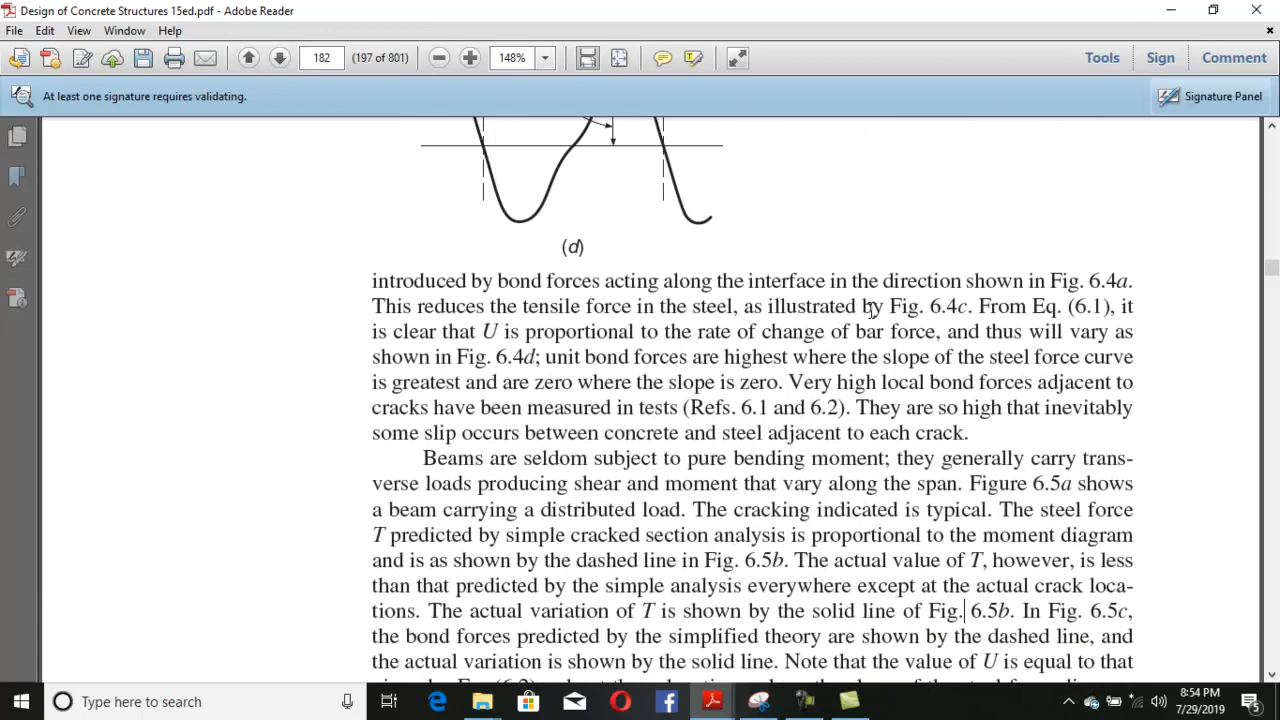 Design of Concrete Structures 15ed.pdf - Adobe Reader
File Edit View Window Help
182 (197 of 801) 148% Tools Sign Comment
At least one signature requires validating. Signature Panel
(d)
introduced by bond forces acting along the interface in the direction shown in Fig. 6.4a.
This reduces the tensile force in the steel, as illustrated by Fig. 6.4c. From Eq. (6.1), it
is clear that U is proportional to the rate of change of bar force, and thus will vary as
shown in Fig. 6.4d; unit bond forces are highest where the slope of the steel force curve
is greatest and are zero where the slope is zero. Very high local bond forces adjacent to
cracks have been measured in tests (Refs. 6.1 and 6.2). They are so high that inevitably
some slip occurs between concrete and steel adjacent to each crack.
Beams are seldom subject to pure bending moment; they generally carry trans-
verse loads producing shear and moment that vary along the span. Figure 6.5a shows
a beam carrying a distributed load. The cracking indicated is typical. The steel force
T predicted by simple cracked section analysis is proportional to the moment diagram
and is as shown by the dashed line in Fig. 6.5b. The actual value of T, however, is less
than that predicted by the simple analysis everywhere except at the actual crack loca-
tions. The actual variation of T is shown by the solid line of Fig. 6.5b. In Fig. 6.5c,
the bond forces predicted by the simplified theory are shown by the dashed line, and
the actual variation is shown by the solid line. Note that the value of U is equal to that
Type here to search
8:54 PM
7/29/2019
5